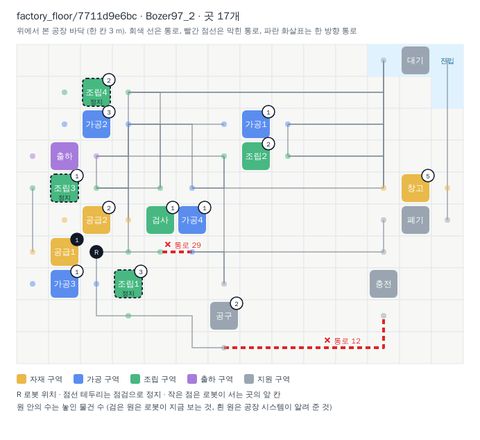 factory_floor/7711d9e6bc · Bozer97_2 · 곳 17개
위에서 본 공장 바닥 (한 칸 3 m). 회색 선은 통로, 빨간 점선은 막힌 통로, 파란 화살표는 한 방향 통로
대기
진입
2
조립4
정지
3
가공2
1
가공1
출하
2
조립2
1
조립3
정지
5
창고
2
공급2
1
검사
1
가공4
폐기
1
공급1
R
✕ 통로 29
1
가공3
3
조립1
정지
충전
2
공구
✕ 통로 12
자재 구역
가공 구역
조립 구역
출하 구역
지원 구역
R 로봇 위치 · 점선 테두리는 점검으로 정지 · 작은 점은 로봇이 서는 곳의 앞 칸
원 안의 수는 놓인 물건 수 (검은 원은 로봇이 지금 보는 것, 흰 원은 공장 시스템이 알려 준 것)